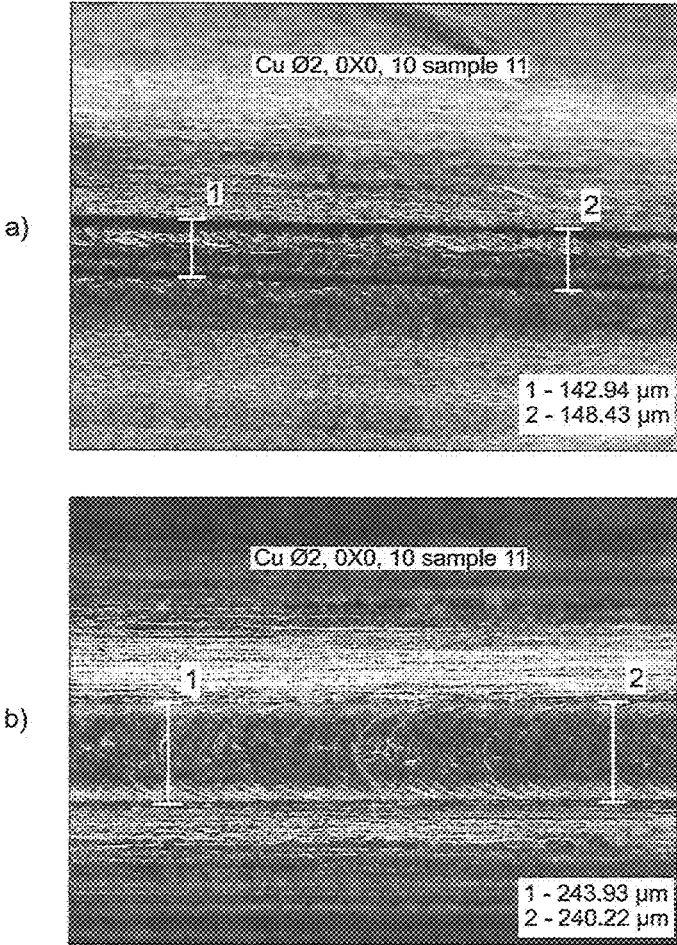 a)
Cu Ø2, 0X0, 10 sample 11
1
2
1 - 142.94 µm
2 - 148.43 µm
b)
Cu Ø2, 0X0, 10 sample 11
1
2
1 - 243.93 µm
2 - 240.22 µm